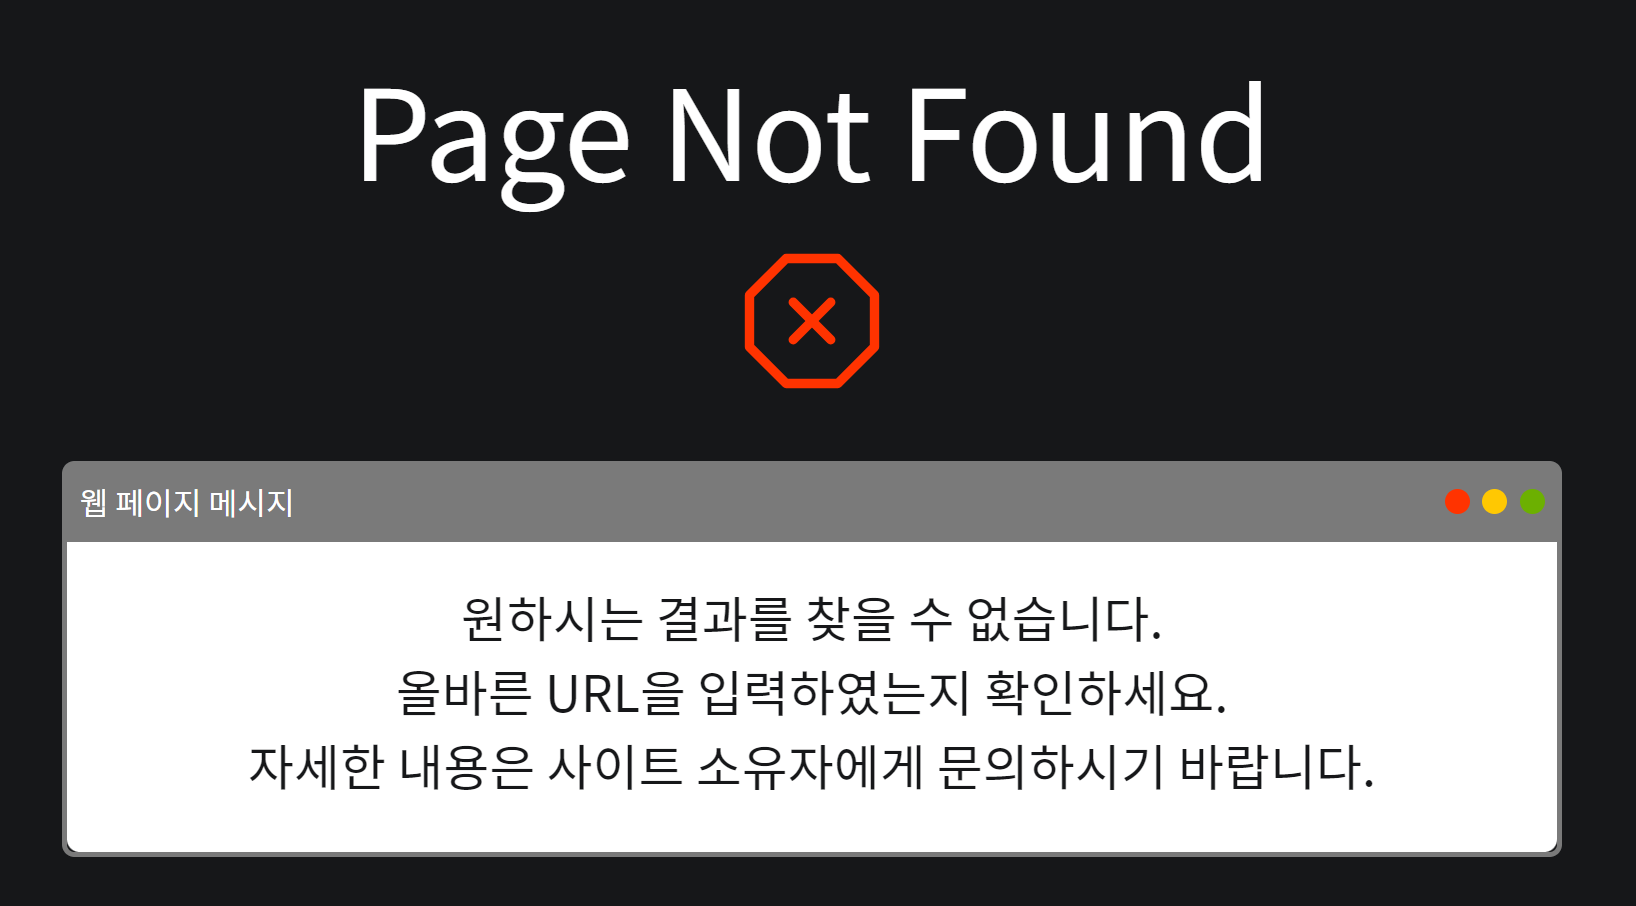 Page Not Found
웹 페이지 메시지
원하시는 결과를 찾을 수 없습니다.
올바른 URL을 입력하였는지 확인하세요.
자세한 내용은 사이트 소유자에게 문의하시기 바랍니다.